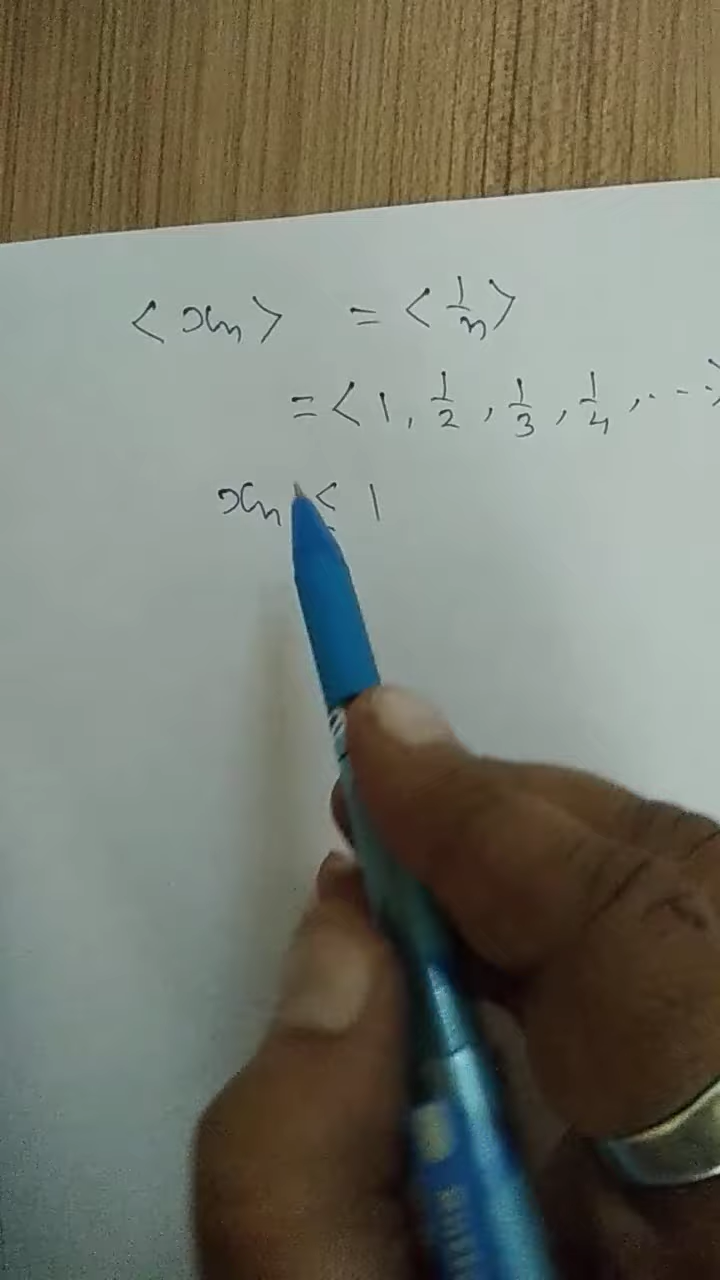 < xn > = < 1/n >
= < 1, 1/2, 1/3, 1/4, ... >
xn ≤ 1